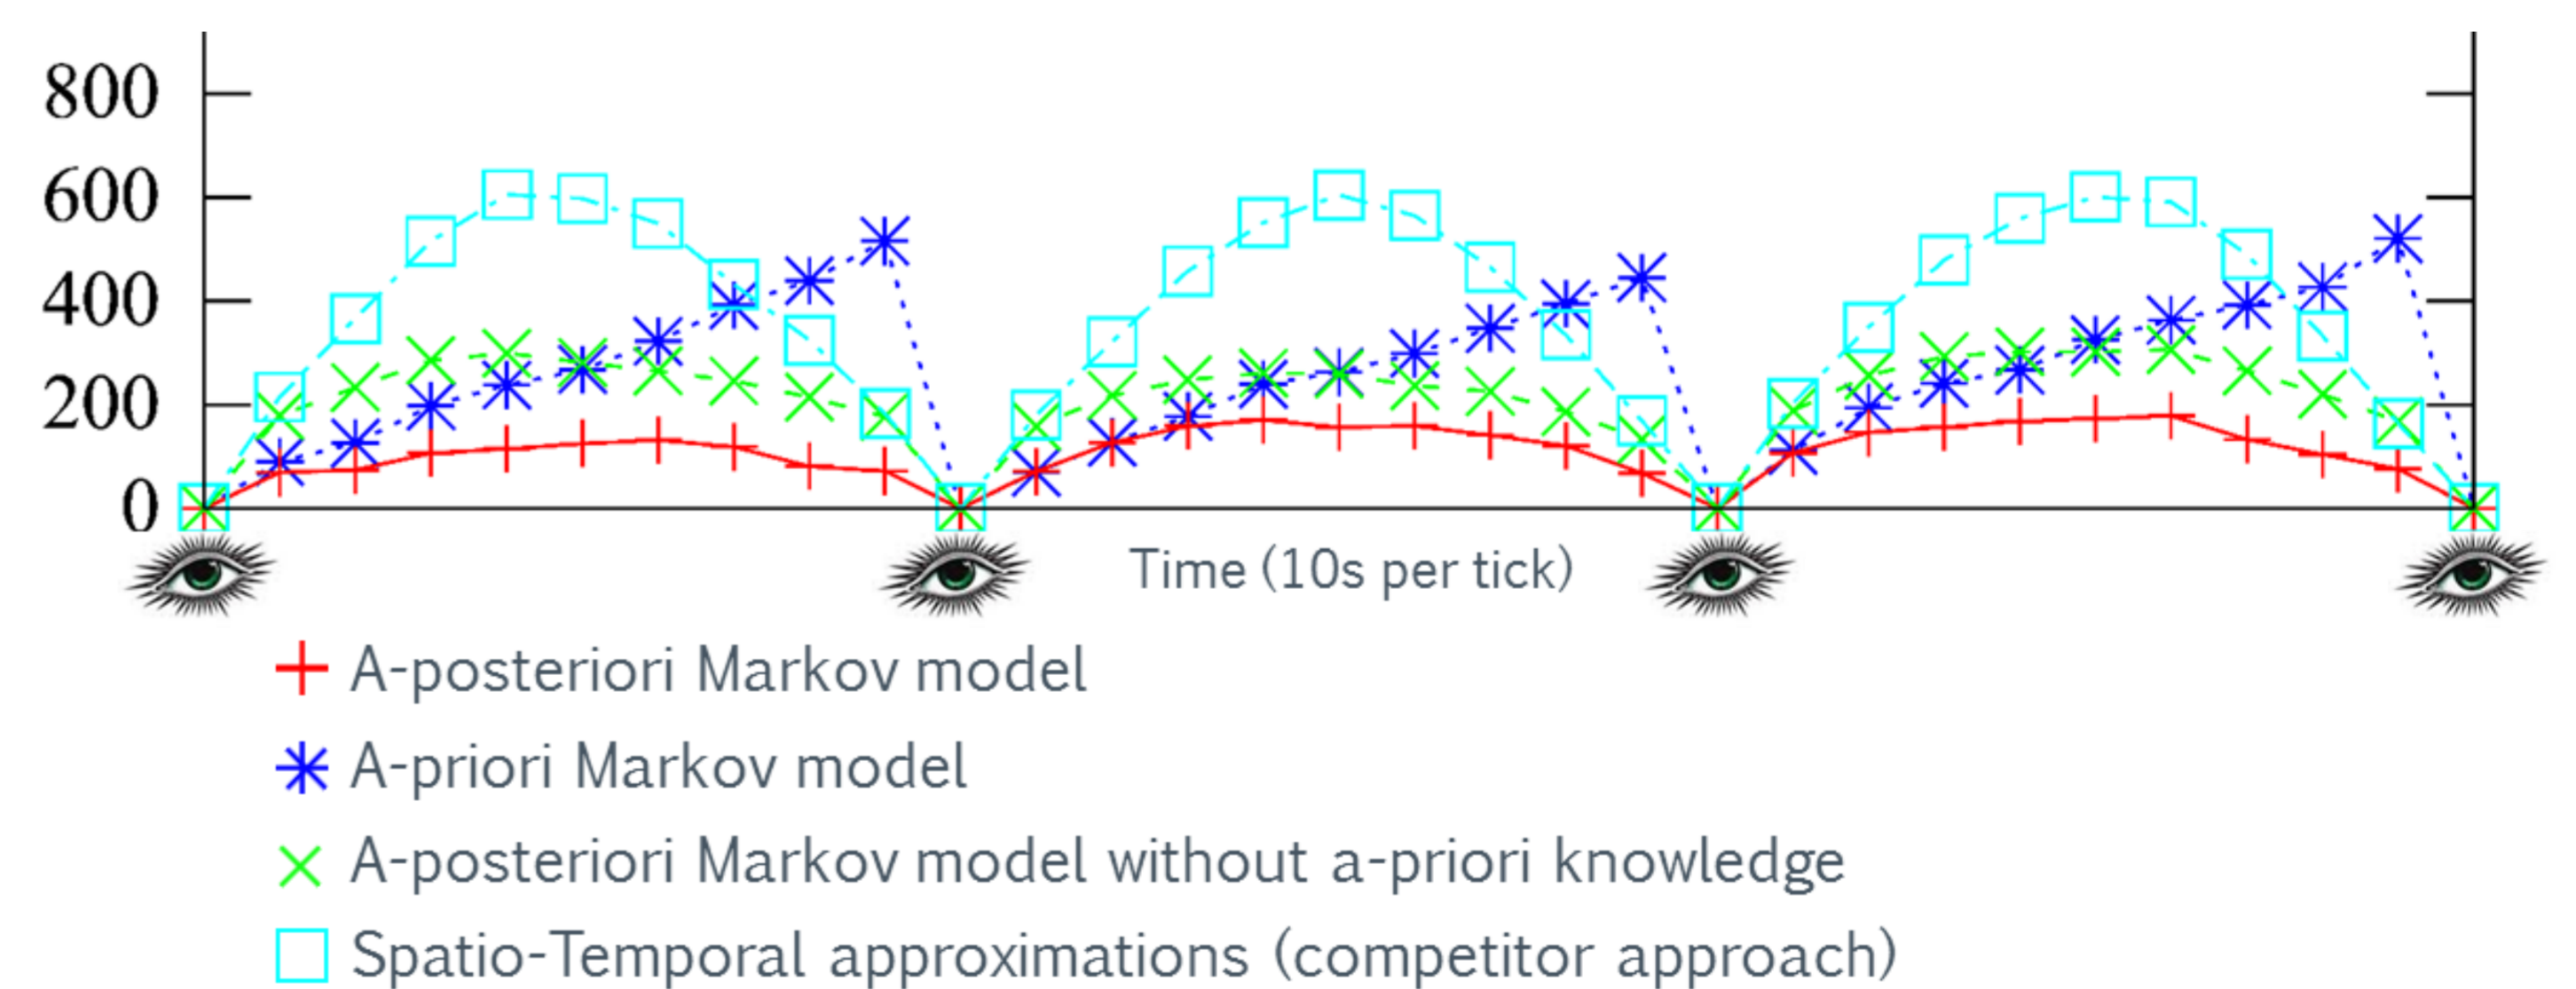 800
600
400
200
0
Time (10s per tick)
A-posteriori Markov model
A-priori Markov model
A-posteriori Markov model without a-priori knowledge
Spatio-Temporal approximations (competitor approach)